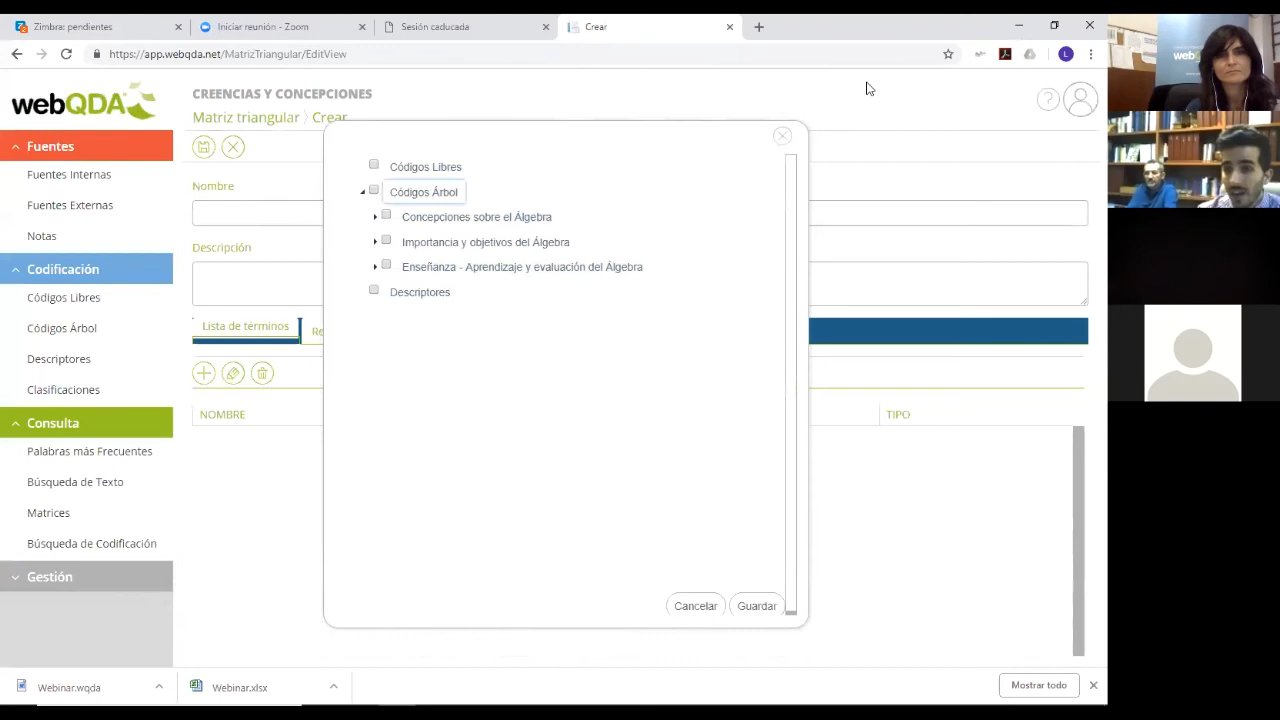 Zimbra: pendientes
Iniciar reunión - Zoom
Sesión caducada
Crear
https://app.webqda.net/MatrizTriangular/EditView
L
webQDA
CREENCIAS Y CONCEPCIONES
Matriz triangular 〉 Crear
Fuentes
Fuentes Internas
Fuentes Externas
Notas
Codificación
Códigos Libres
Códigos Árbol
Descriptores
Clasificaciones
Consulta
Palabras más Frecuentes
Búsqueda de Texto
Matrices
Búsqueda de Codificación
Gestión
Nombre
Descripción
Lista de términos
Re
NOMBRE
TIPO
Códigos Libres
Códigos Árbol
Concepciones sobre el Álgebra
Importancia y objetivos del Álgebra
Enseñanza - Aprendizaje y evaluación del Álgebra
Descriptores
Cancelar
Guardar
Webinar.wqda
Webinar.xlsx
Mostrar todo